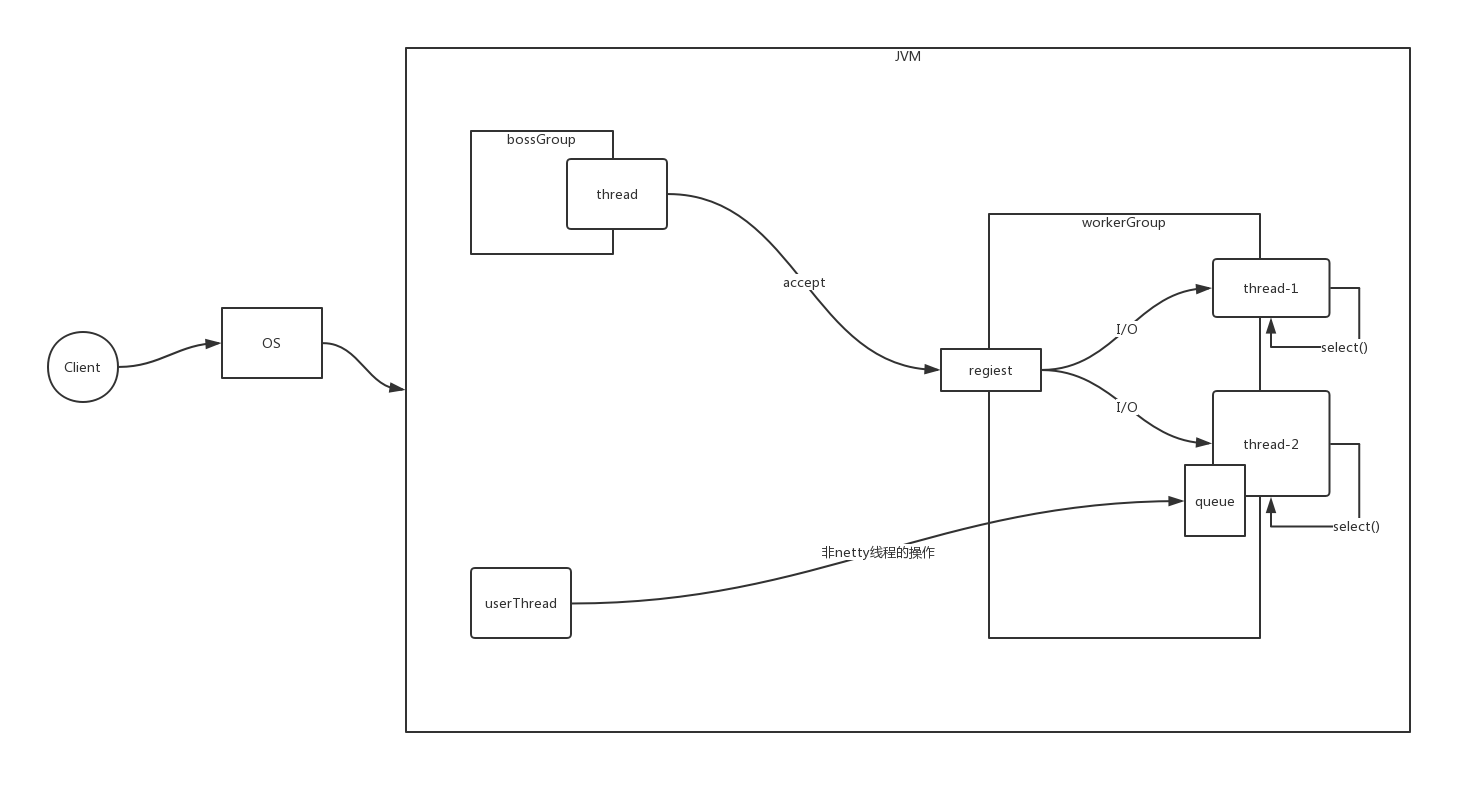 JVM
bossGroup
thread
workerGroup
accept
thread-1
I/O
select()
OS
Client
regiest
I/O
thread-2
queue
select()
非netty线程的操作
userThread